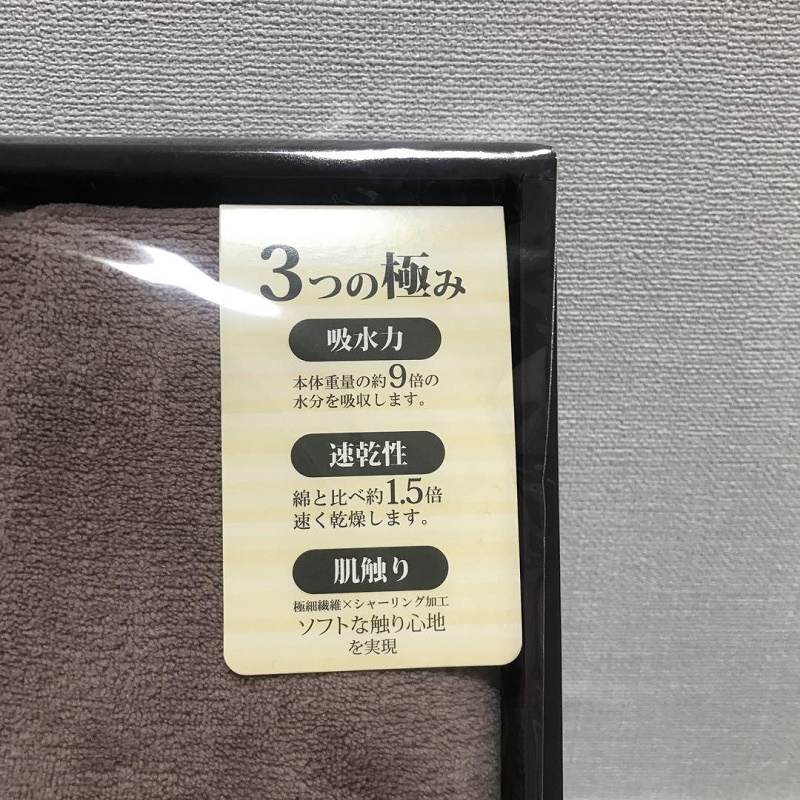 3つの極み
吸水力
本体重量の約9倍の
水分を吸収します。
速乾性
綿と比べ約1.5倍
速く乾燥します。
肌触り
極細繊維×シャーリング加工
ソフトな触り心地
を実現